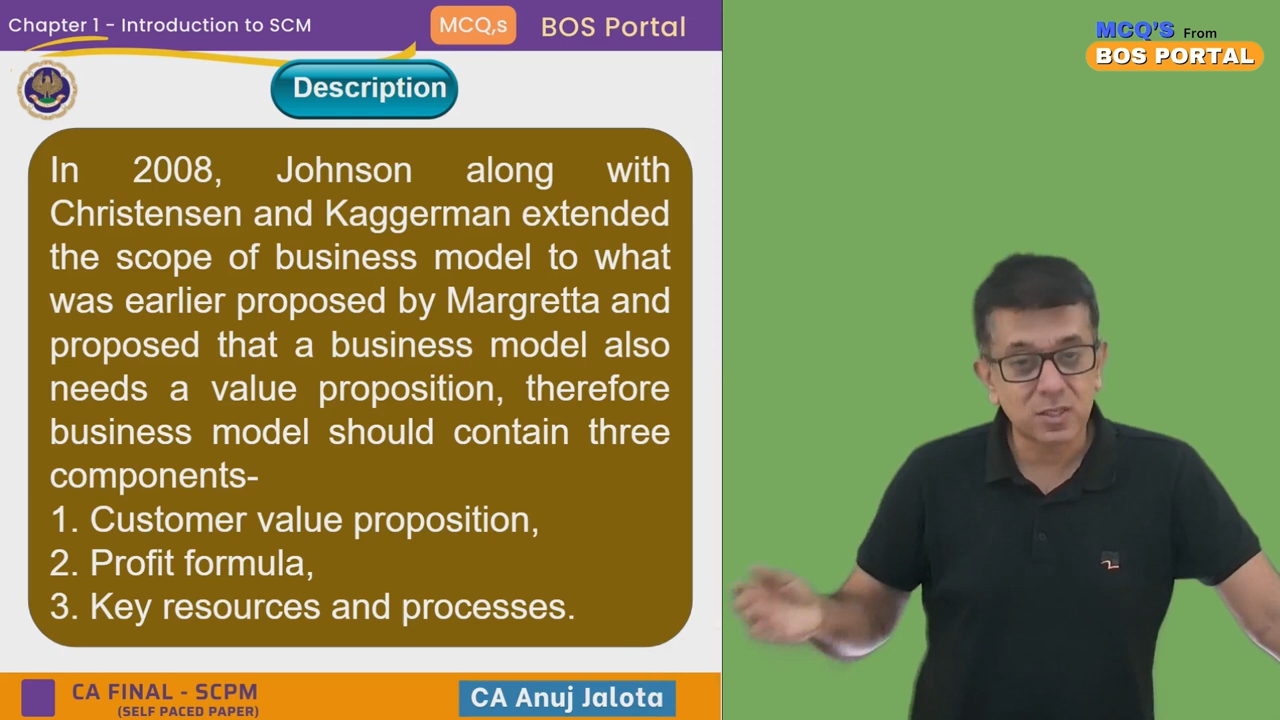 Chapter 1 - Introduction to SCM
MCQ,s
BOS Portal
MCQ'S From
BOS PORTAL
Description
In 2008, Johnson along with
Christensen and Kaggerman extended
the scope of business model to what
was earlier proposed by Margretta and
proposed that a business model also
needs a value proposition, therefore
business model should contain three
components-
1. Customer value proposition,
2. Profit formula,
3. Key resources and processes.
CA FINAL - SCPM
(SELF PACED PAPER)
CA Anuj Jalota